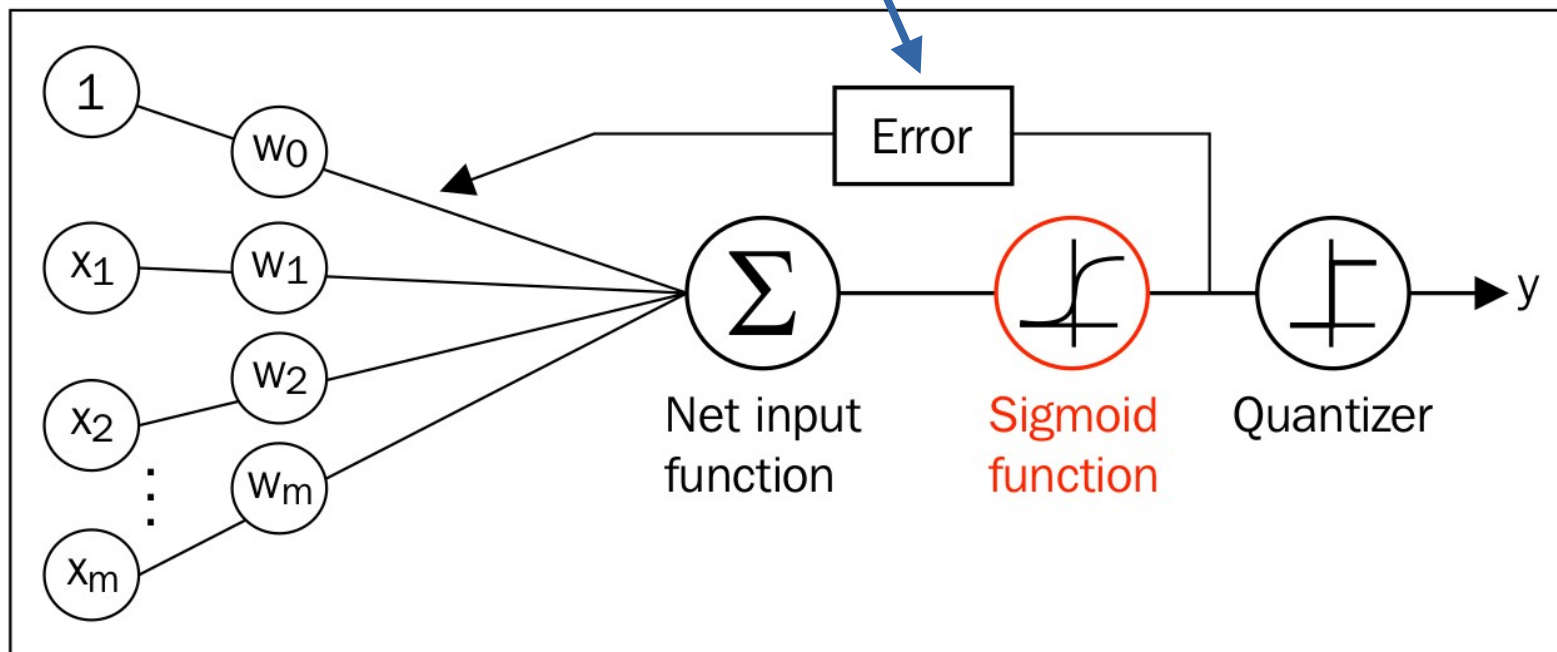 1
w0
Error
x1
w1
Σ
y
w2
x2
Net input
function
Sigmoid
function
Quantizer
wm
xm